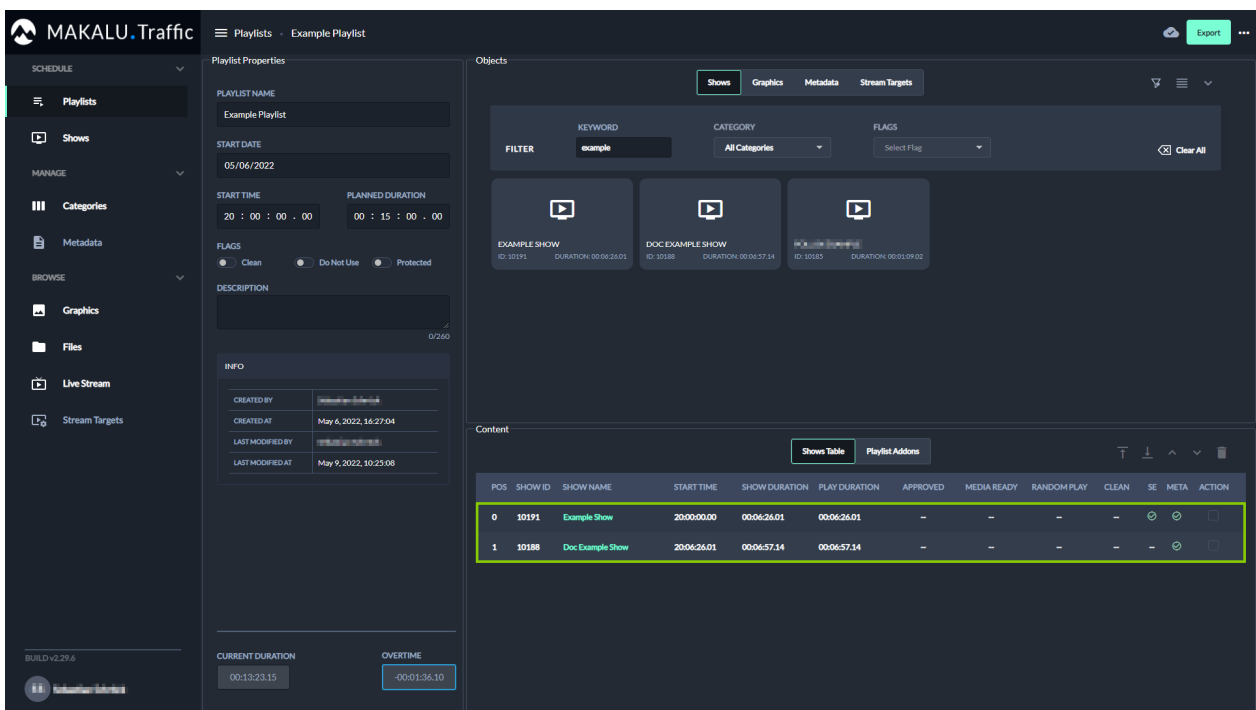 MAKALU.Traffic
Playlists
Example Playlist
Export
SCHEDULE
Playlists
Shows
MANAGE
Categories
Metadata
BROWSE
Graphics
Files
Live Stream
Stream Targets
BUILD v2.29.6
Playlist Properties
PLAYLIST NAME
Example Playlist
START DATE
05/06/2022
START TIME PLANNED DURATION
20 : 00 : 00 . 00 00 : 15 : 00 . 00
FLAGS
Clean Do Not Use Protected
DESCRIPTION
0/260
INFO
CREATED BY
CREATED AT May 6, 2022, 16:27:04
LAST MODIFIED BY
LAST MODIFIED AT May 9, 2022, 10:25:08
CURRENT DURATION OVERTIME
00:13:23.15 -00:01:36.10
Objects
Shows Graphics Metadata Stream Targets
KEYWORD CATEGORY FLAGS
FILTER example All Categories Select Flag Clear All
EXAMPLE SHOW
ID: 10191 DURATION: 00:06:26.01
DOC EXAMPLE SHOW
ID: 10188 DURATION: 00:06:57.14
ID: 10185 DURATION: 00:01:09.02
Content
Shows Table Playlist Addons
POS SHOW ID SHOW NAME START TIME SHOW DURATION PLAY DURATION APPROVED MEDIA READY RANDOM PLAY CLEAN SE META ACTION
0 10191 Example Show 20:00:00.00 00:06:26.01 00:06:26.01 -- -- -- --
1 10188 Doc Example Show 20:06:26.01 00:06:57.14 00:06:57.14 -- -- -- -- --